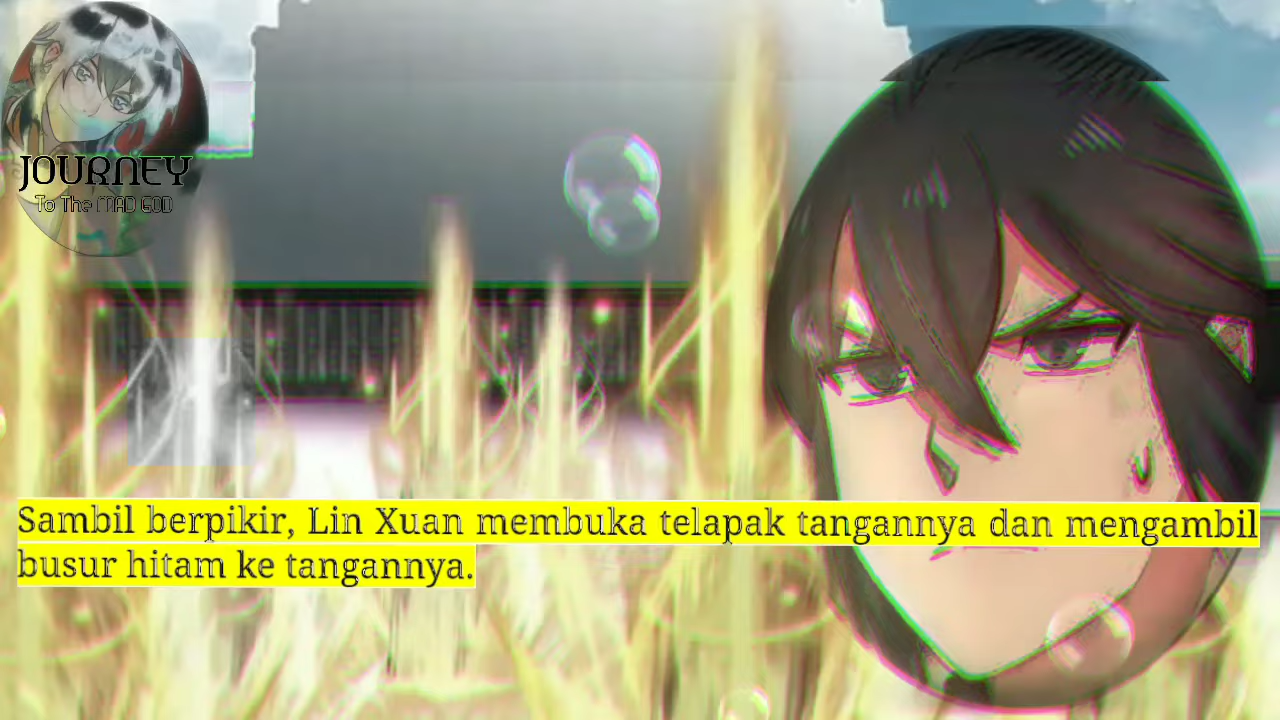 JOURNEY
To The MAD GOD
Sambil berpikir, Lin Xuan membuka telapak tangannya dan mengambil
busur hitam ke tangannya.